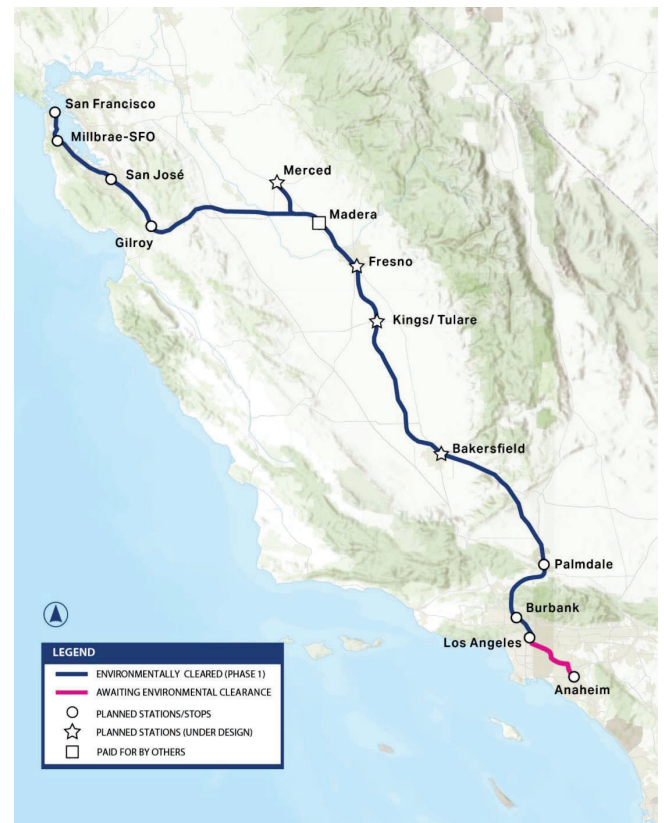 San Francisco
Millbrae-SFO
San José
Gilroy
Merced
Madera
Fresno
Kings/ Tulare
Bakersfield
Palmdale
Burbank
Los Angeles
Anaheim
LEGEND
ENVIRONMENTALLY CLEARED (PHASE 1)
AWAITING ENVIRONMENTAL CLEARANCE
PLANNED STATIONS/STOPS
PLANNED STATIONS (UNDER DESIGN)
PAID FOR BY OTHERS